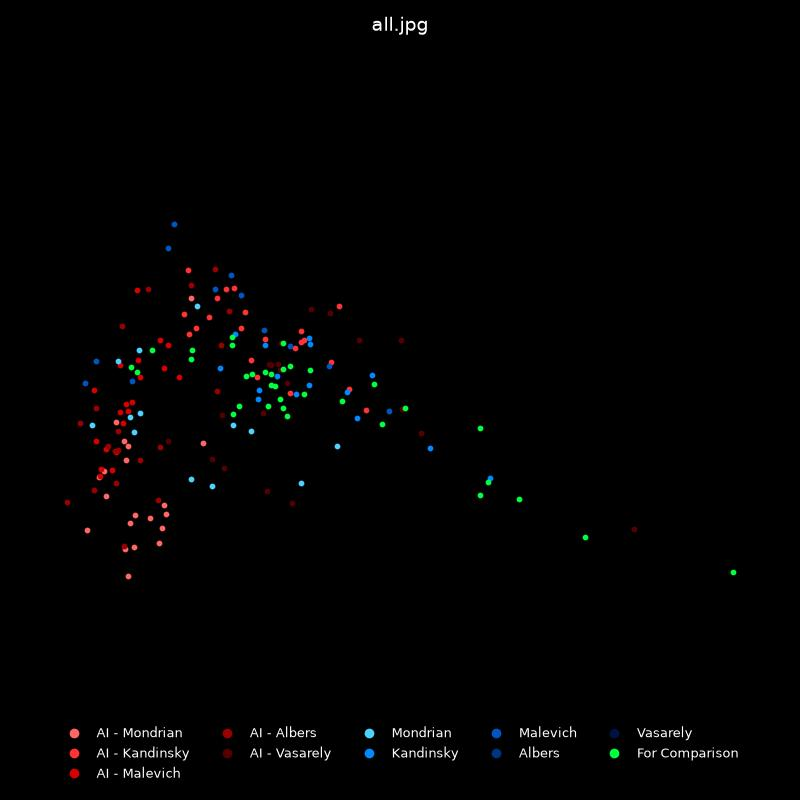 all.jpg
AI - Mondrian
AI - Kandinsky
AI - Malevich
AI - Albers
AI - Vasarely
Mondrian
Kandinsky
Malevich
Albers
Vasarely
For Comparison